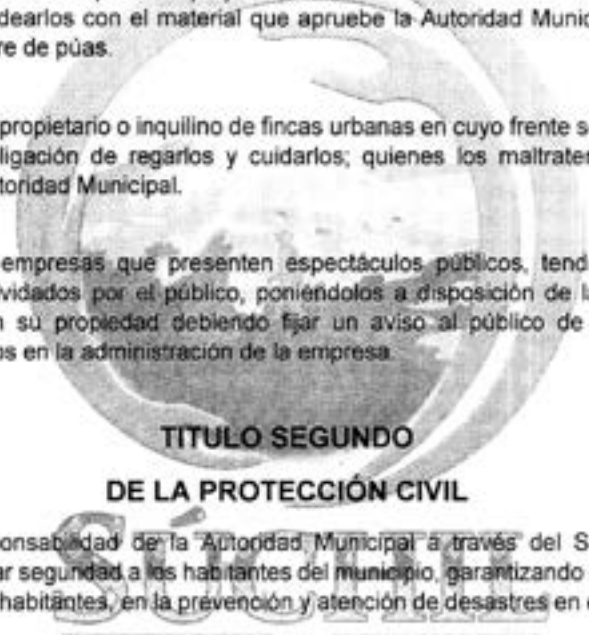 dearlos con el material que apruebe la Autoridad Munic
re de púas.
propietario o inquilino de fincas urbanas en cuyo frente s
ligación de regarlos y cuidarlos; quienes los maltrate
toridad Municipal.
empresas que presenten espectáculos públicos, tend
vidados por el público, poniéndolos a disposición de l
n su propiedad debiendo fijar un aviso al público de
os en la administración de la empresa.
TITULO SEGUNDO
DE LA PROTECCIÓN CIVIL
SÚCHIL
onsabilidad de la Autoridad Municipal a través del S
ar seguridad a los habitantes del municipio, garantizando
habitantes, en la prevención y atención de desastres en